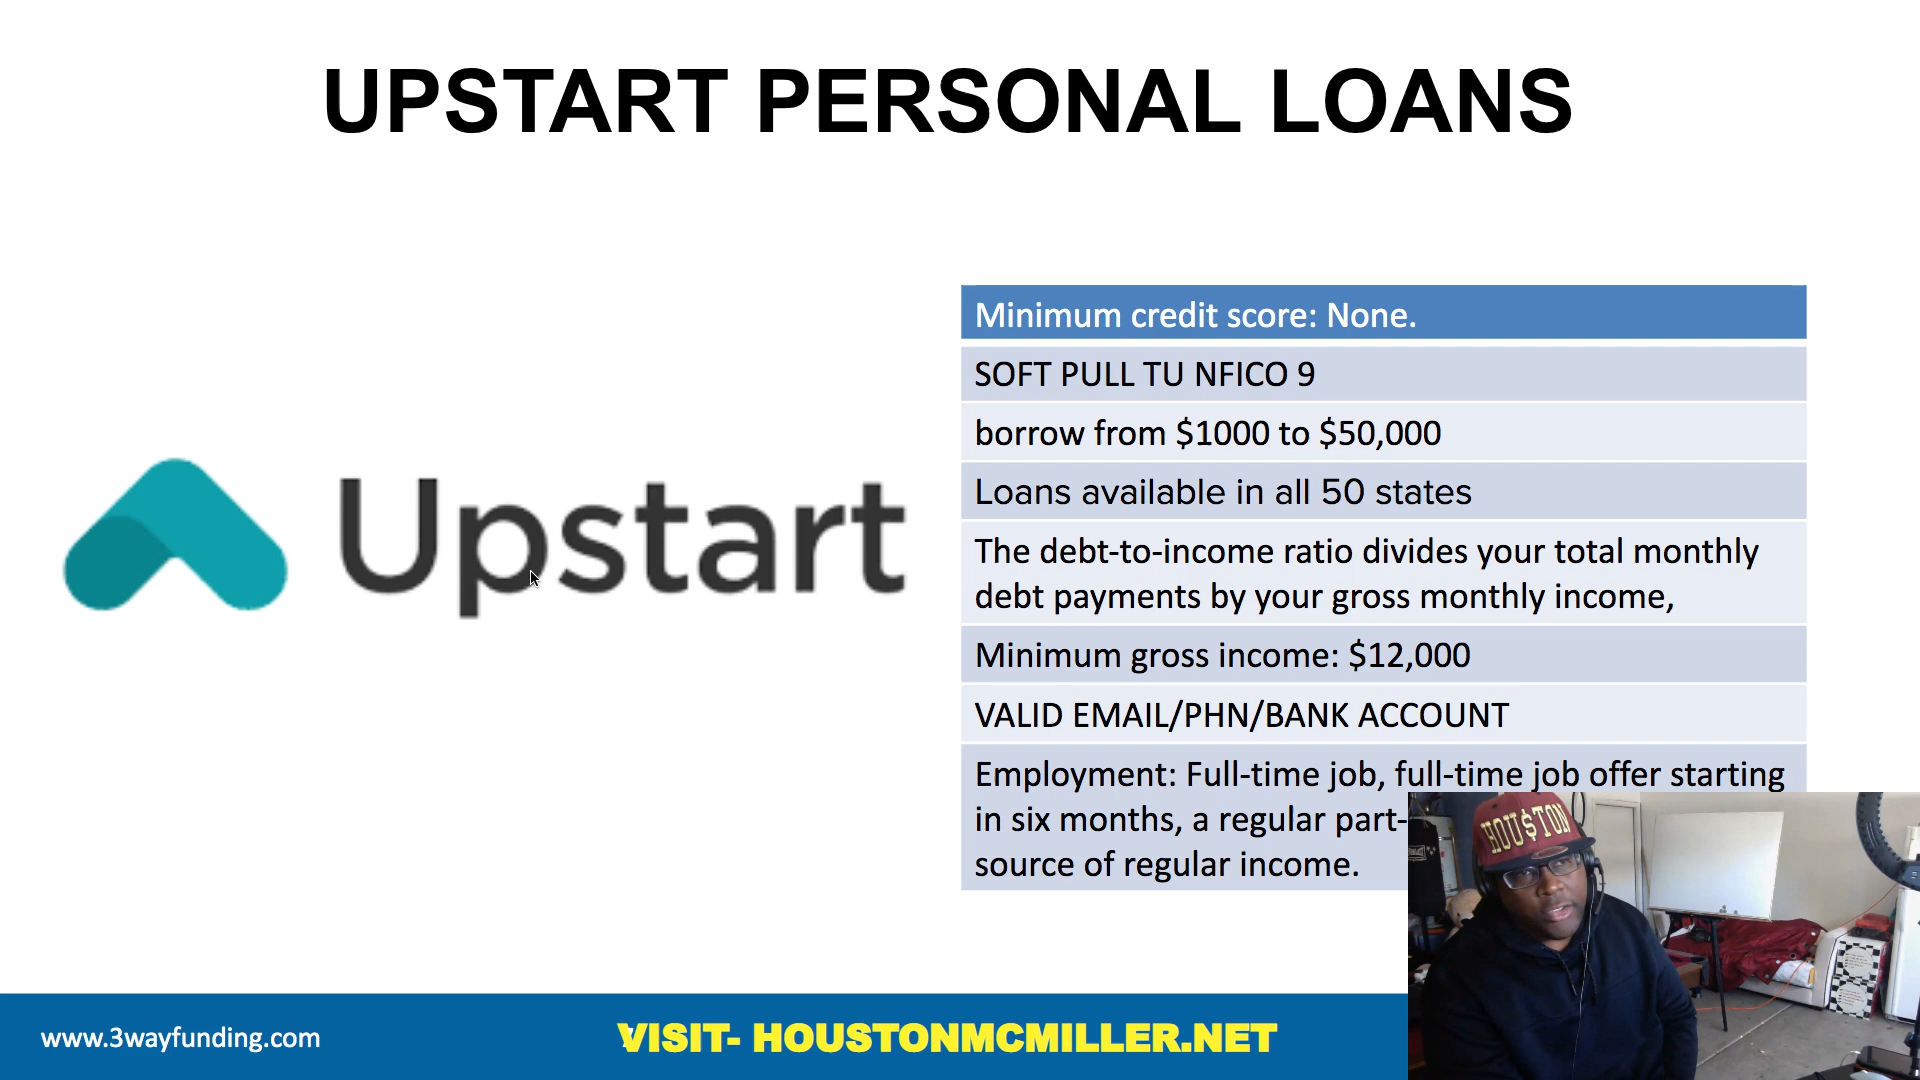 UPSTART PERSONAL LOANS
Upstart
Minimum credit score: None.
SOFT PULL TU NFICO 9
borrow from $1000 to $50,000
Loans available in all 50 states
The debt-to-income ratio divides your total monthly
debt payments by your gross monthly income,
Minimum gross income: $12,000
VALID EMAIL/PHN/BANK ACCOUNT
Employment: Full-time job, full-time job offer starting
in six months, a regular part-
source of regular income.
HOU$TON
www.3wayfunding.com
VISIT- HOUSTONMCMILLER.NET